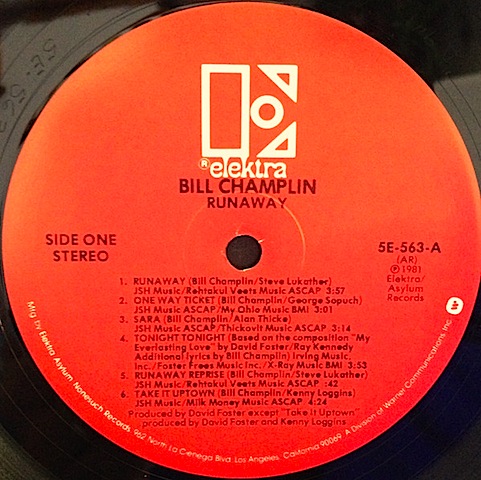 ® elektra
BILL CHAMPLIN
RUNAWAY
SIDE ONE
STEREO
5E-563-A
(AR)
Ⓟ 1981
Elektra/
Asylum
Records
1. RUNAWAY (Bill Champlin/Steve Lukather)
JSH Music/Rehtakul Veets Music ASCAP 3:57
2. ONE WAY TICKET (Bill Champlin/George Sopuch)
JSH Music ASCAP/My Ohio Music BMI 3:01
3. SARA (Bill Champlin/Alan Thicke)
JSH Music ASCAP/Thickovit Music ASCAP 3:14
4. TONIGHT TONIGHT (Based on the composition "My
Everlasting Love" by David Foster/Ray Kennedy
Additional lyrics by Bill Champlin) Irving Music,
Inc./Foster Frees Music Inc./X-Ray Music BMI 3:53
5. RUNAWAY REPRISE (Bill Champlin/Steve Lukather)
JSH Music/Rehtakul Veets Music ASCAP :42
6. TAKE IT UPTOWN (Bill Champlin/Kenny Loggins)
JSH Music/Milk Money Music ASCAP 4:24
Produced by David Foster except "Take It Uptown"
produced by David Foster and Kenny Loggins
Mfg by Elektra Asylum Nonesuch Records, 962 North La Cienega Blvd. Los Angeles, California 90069. A Division of Warner Communications Inc.